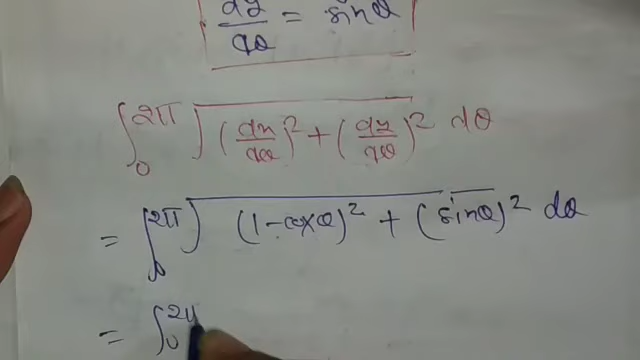 dy/dθ = sinθ
∫₀^2π √((dx/dθ)² + (dy/dθ)²) dθ
= ∫₀^2π √((1-cosθ)² + (sinθ)²) dθ
= ∫₀^2π